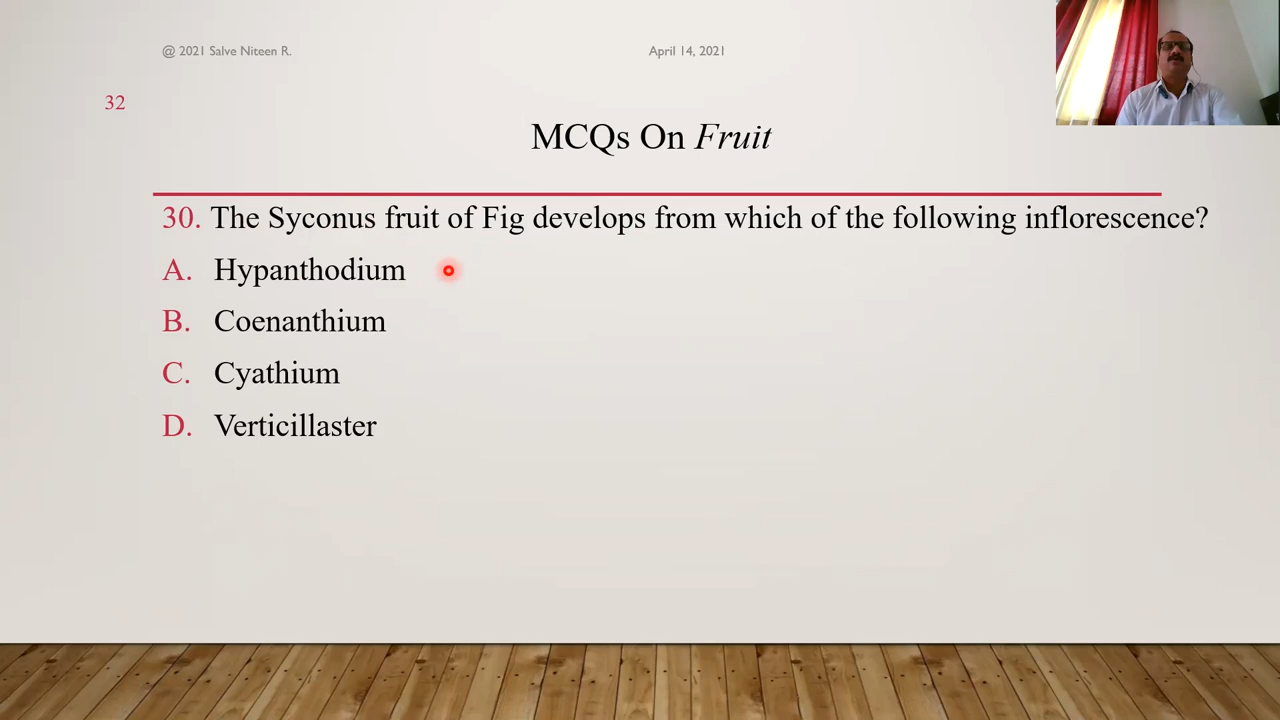 @ 2021 Salve Niteen R.
April 14, 2021
32
MCQs On Fruit
30. The Syconus fruit of Fig develops from which of the following inflorescence?
A. Hypanthodium
B. Coenanthium
C. Cyathium
D. Verticillaster